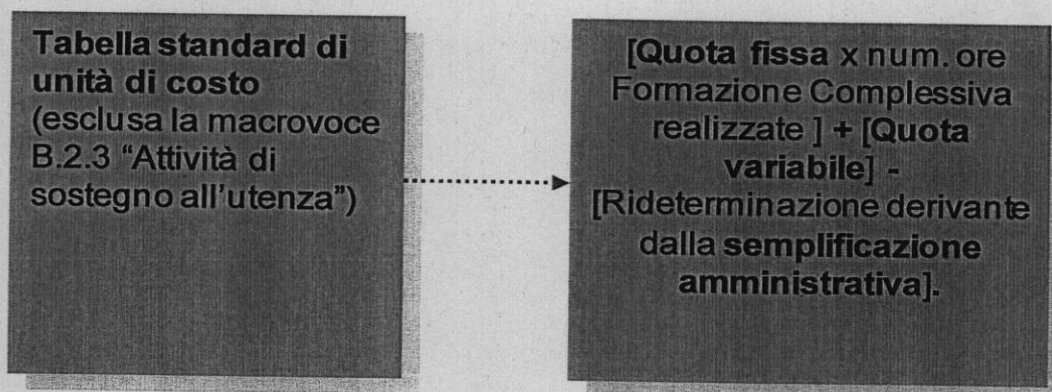 Tabella standard di
unità di costo
(esclusa la macrovoce
B.2.3 “Attività di
sostegno all’utenza”)
[Quota fissa x num. ore
Formazione Complessiva
realizzate ] + [Quota
variabile] -
[Rideterminazione derivante
dalla semplificazione
amministrativa].